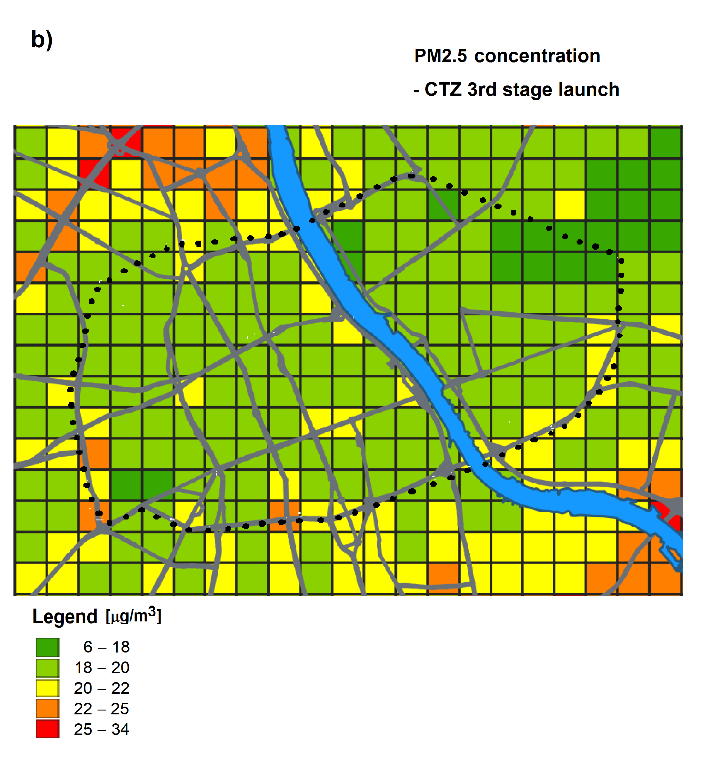 b)
PM2.5 concentration
- CTZ 3rd stage launch
Legend [μg/m³]
6 – 18
18 – 20
20 – 22
22 – 25
25 – 34